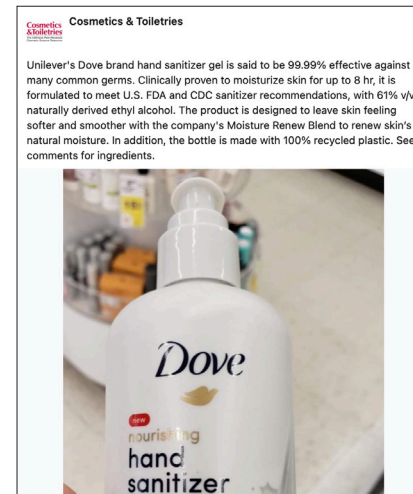 Cosmetics
&Toiletries
Cosmetics & Toiletries
Unilever's Dove brand hand sanitizer gel is said to be 99.99% effective against
many common germs. Clinically proven to moisturize skin for up to 8 hr, it is
formulated to meet U.S. FDA and CDC sanitizer recommendations, with 61% v/v
naturally derived ethyl alcohol. The product is designed to leave skin feeling
softer and smoother with the company's Moisture Renew Blend to renew skin's
natural moisture. In addition, the bottle is made with 100% recycled plastic. See
comments for ingredients.
Dove
new
nourishing
hand
sanitizer